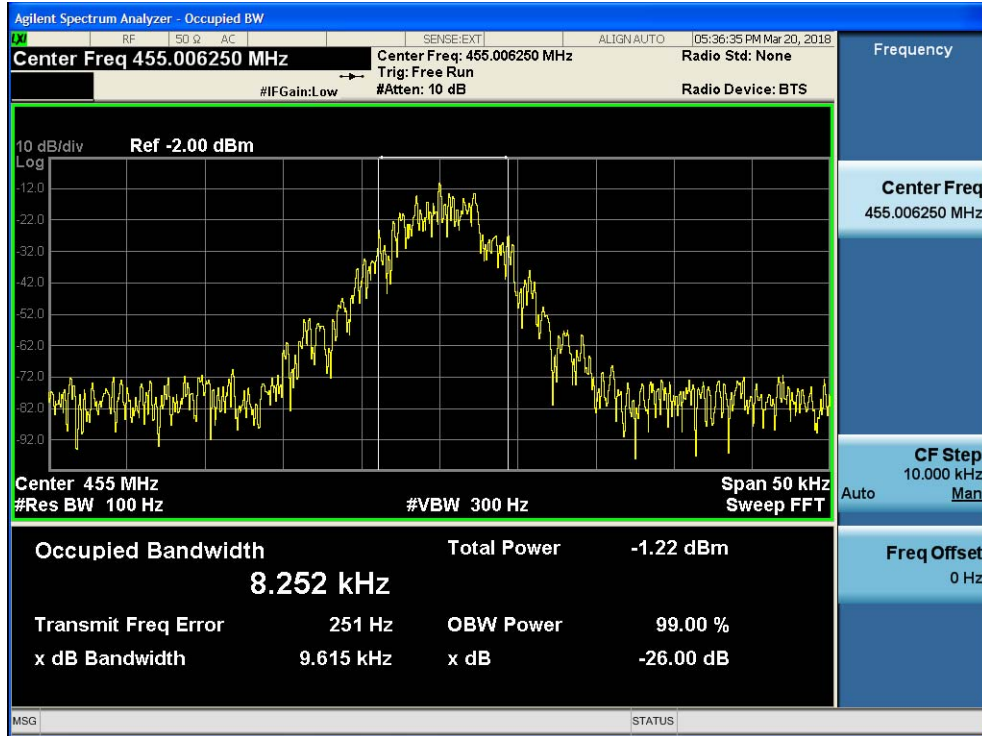 Agilent Spectrum Analyzer - Occupied BW
LXI RF 50 Ω AC SENSE:EXT ALIGN AUTO 05:36:35 PM Mar 20, 2018
Center Freq 455.006250 MHz
Center Freq: 455.006250 MHz
Radio Std: None
Trig: Free Run
#IFGain:Low
#Atten: 10 dB
Radio Device: BTS
10 dB/div Ref -2.00 dBm
Log
-12.0
-22.0
-32.0
-42.0
-52.0
-62.0
-72.0
-82.0
-92.0
Center 455 MHz
Span 50 kHz
#Res BW 100 Hz
#VBW 300 Hz
Sweep FFT
Occupied Bandwidth
8.252 kHz
Total Power -1.22 dBm
Transmit Freq Error 251 Hz
OBW Power 99.00 %
x dB Bandwidth 9.615 kHz
x dB -26.00 dB
MSG
STATUS
Frequency
Center Freq
455.006250 MHz
CF Step
10.000 kHz
Auto Man
Freq Offset
0 Hz